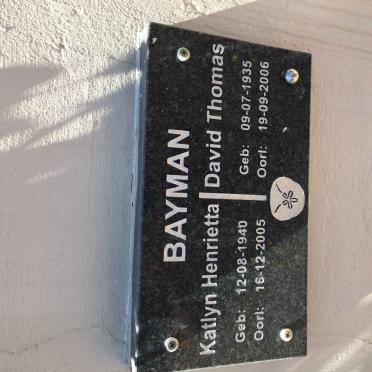 BAYMAN
Katlyn Henrietta David Thomas
Geb: 12-08-1940 Geb: 09-07-1935
Oorl: 16-12-2005 Oorl: 19-09-2006